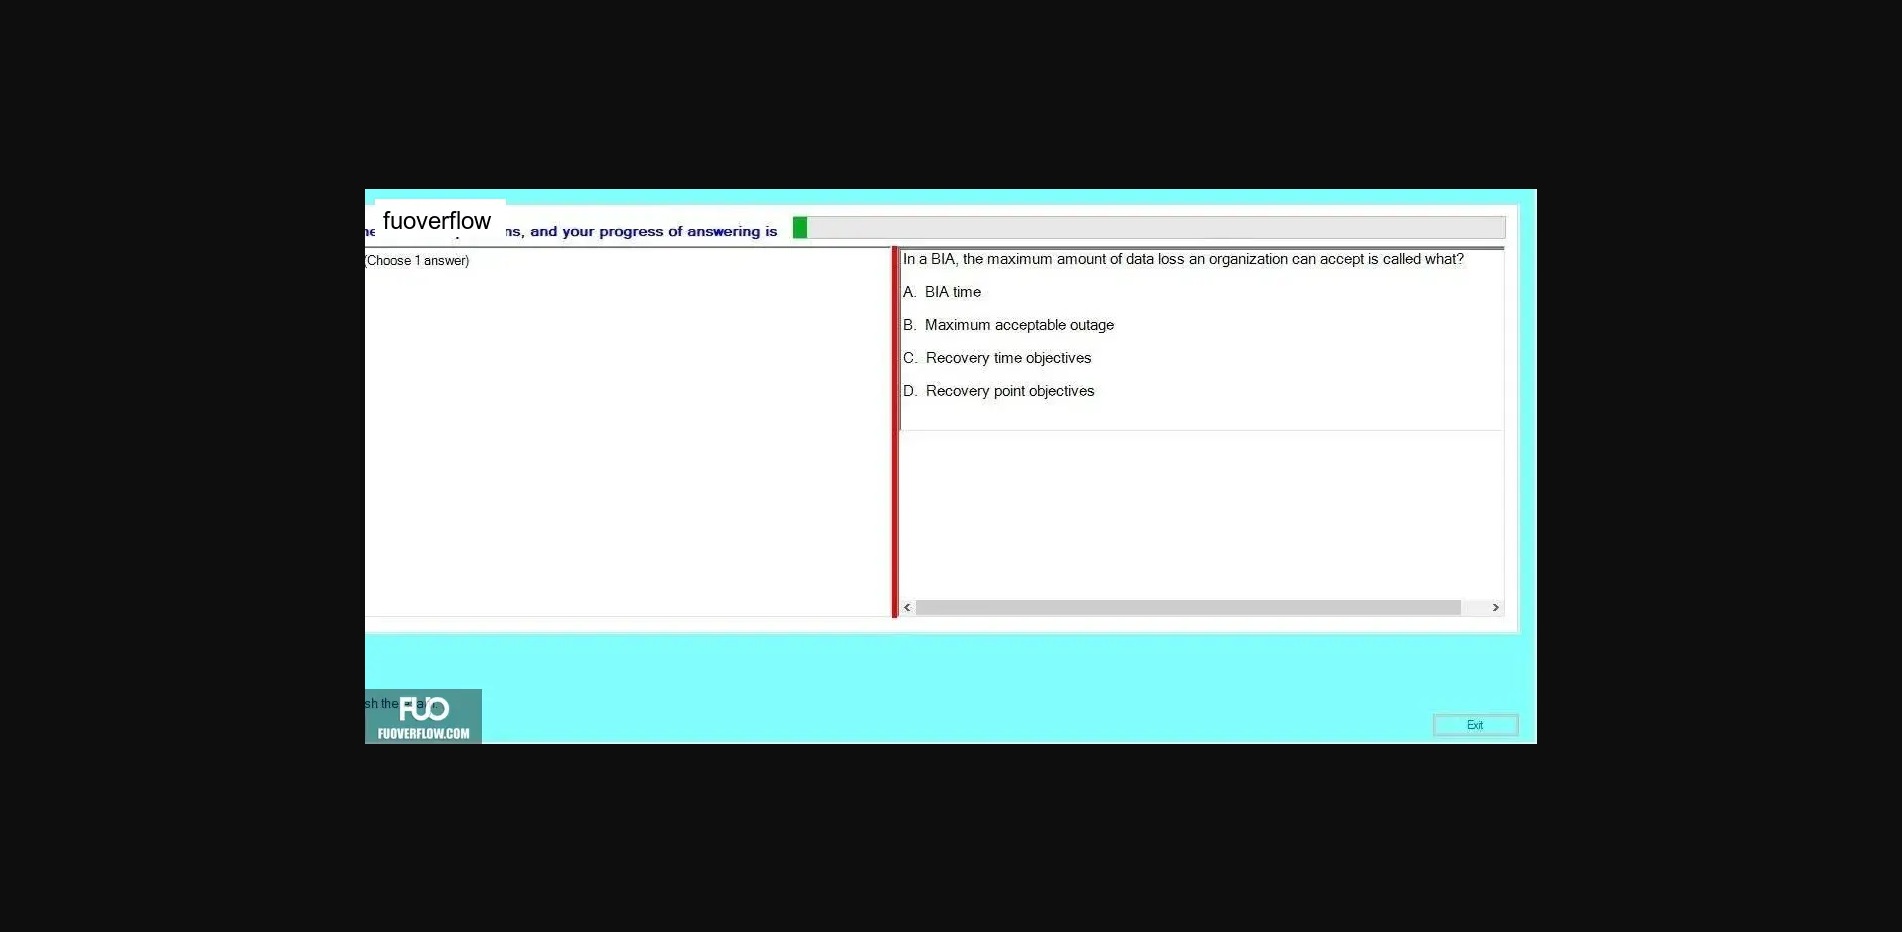 fuoverflow
ns, and your progress of answering is
(Choose 1 answer)
In a BIA, the maximum amount of data loss an organization can accept is called what?
A. BIA time
B. Maximum acceptable outage
C. Recovery time objectives
D. Recovery point objectives
sh the
FUO
FUOVERFLOW.COM
Exit